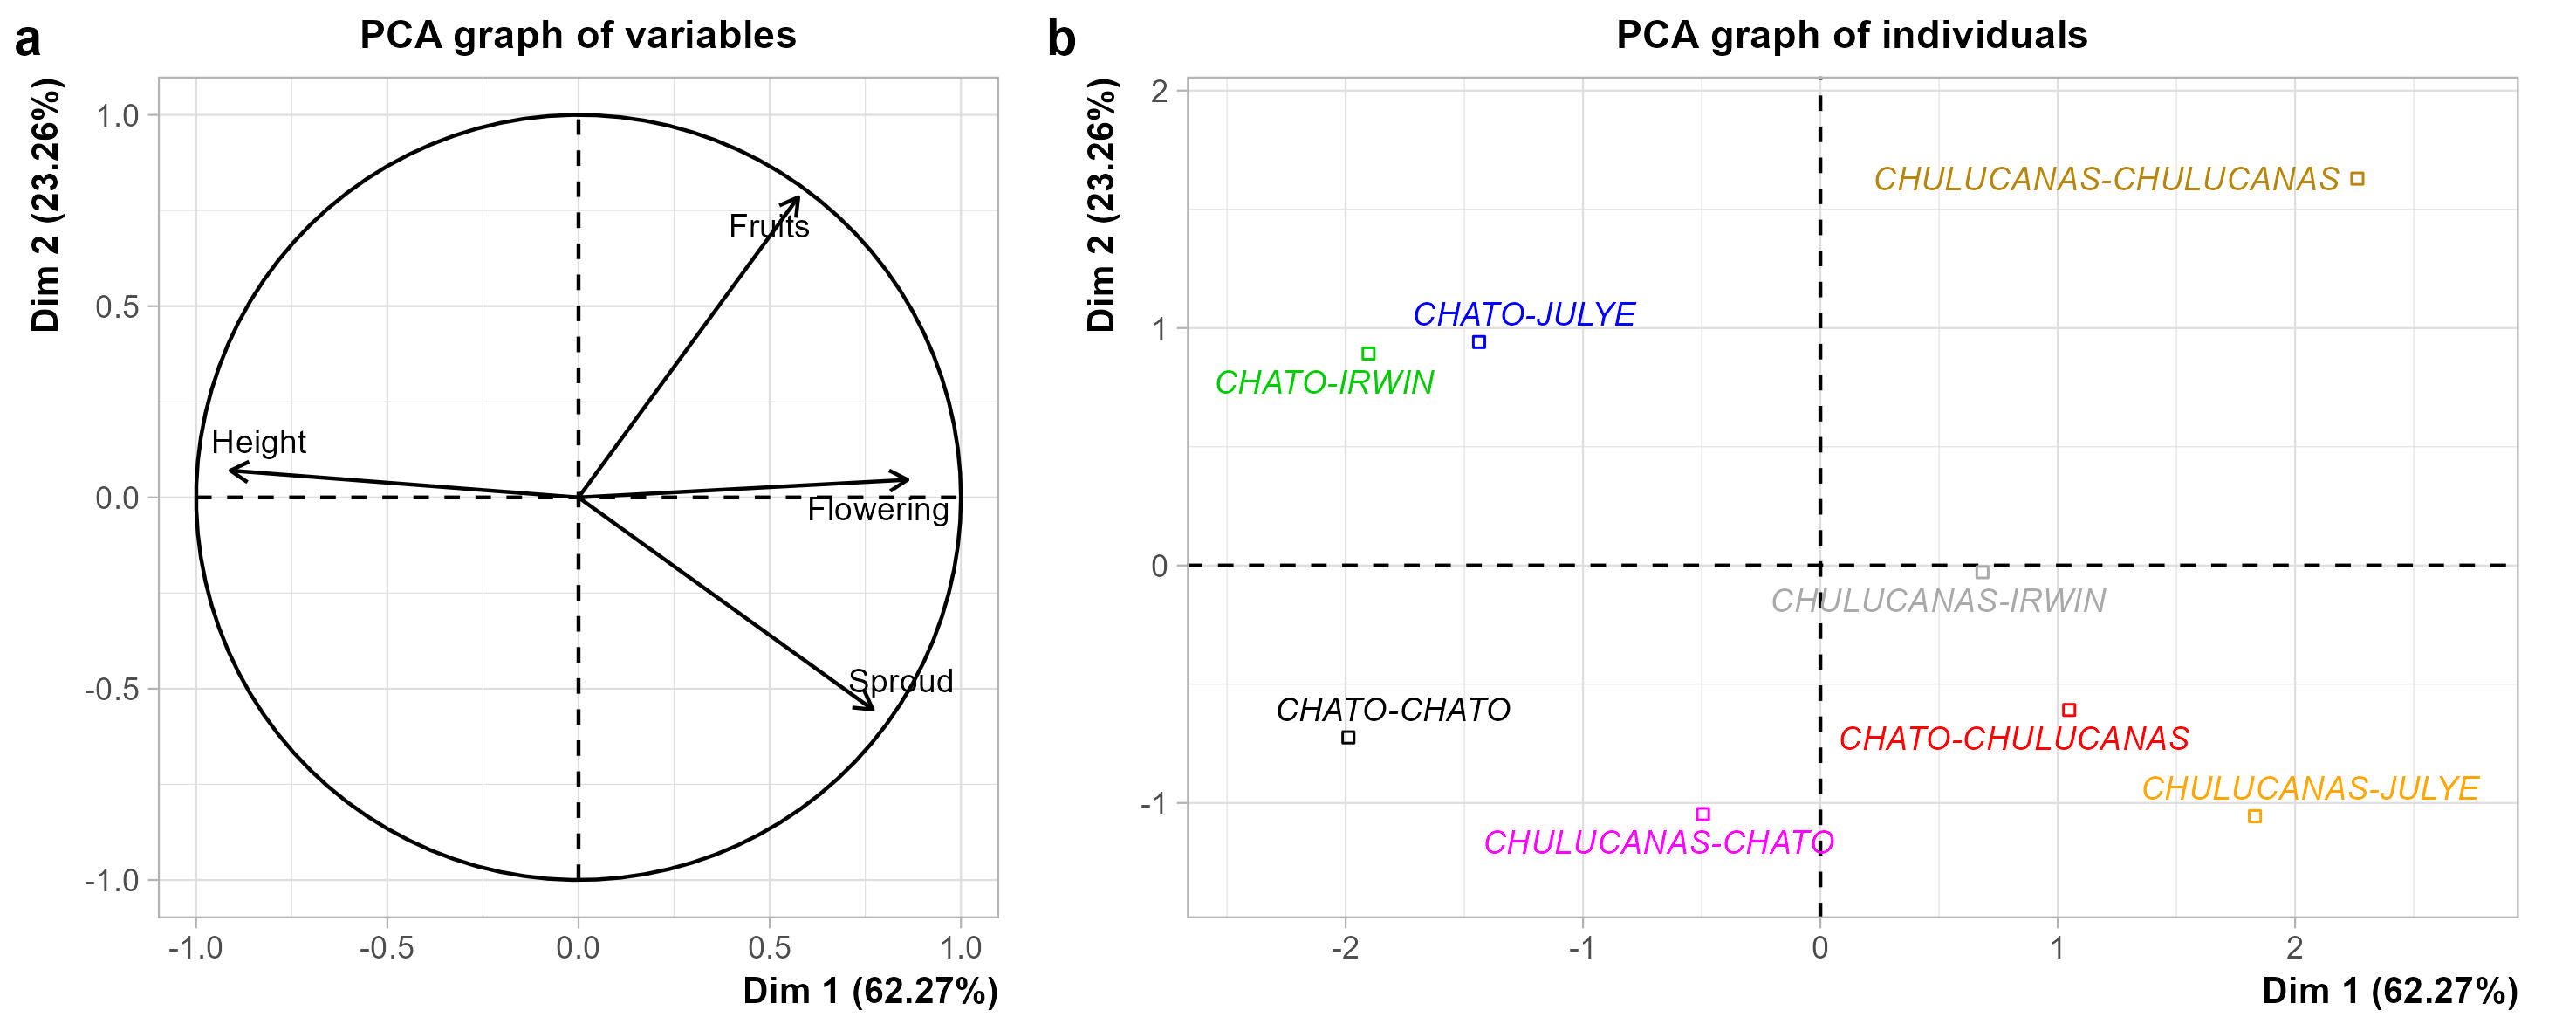 a
PCA graph of variables
Dim 2 (23.26%)
1.0
0.5
0.0
-0.5
-1.0
Fruits
Height
Flowering
Sproud
-1.0
-0.5
0.0
0.5
1.0
Dim 1 (62.27%)
b
PCA graph of individuals
Dim 2 (23.26%)
2
1
0
-1
CHULUCANAS-CHULUCANAS
CHATO-JULYE
CHATO-IRWIN
CHULUCANAS-IRWIN
CHATO-CHATO
CHATO-CHULUCANAS
CHULUCANAS-JULYE
CHULUCANAS-CHATO
-2
-1
0
1
2
Dim 1 (62.27%)